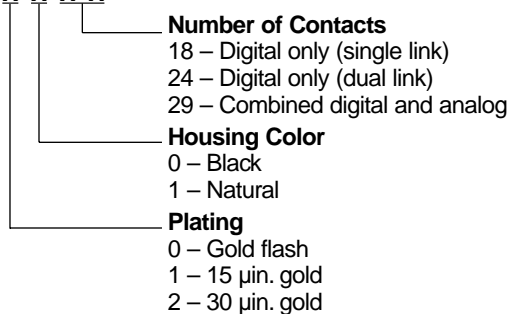 Number of Contacts
18 – Digital only (single link)
24 – Digital only (dual link)
29 – Combined digital and analog
Housing Color
0 – Black
1 – Natural
Plating
0 – Gold flash
1 – 15 µin. gold
2 – 30 µin. gold